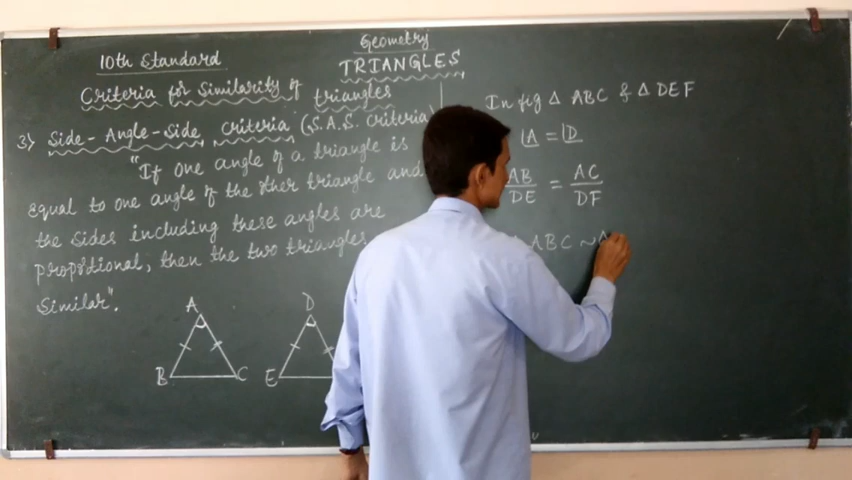 Geometry
10th Standard
TRIANGLES
Criteria for Similarity of triangles
3) Side-Angle-Side Criteria (S.A.S. Criteria)
"If one angle of a triangle is
Equal to one angle of the other triangle and
the sides including these angles are
propotional, then the two triangles
Similar".
A
B C
D
E
In fig Δ ABC & Δ DEF
∠A = ∠D
AB/DE = AC/DF
ABC ~ Δ